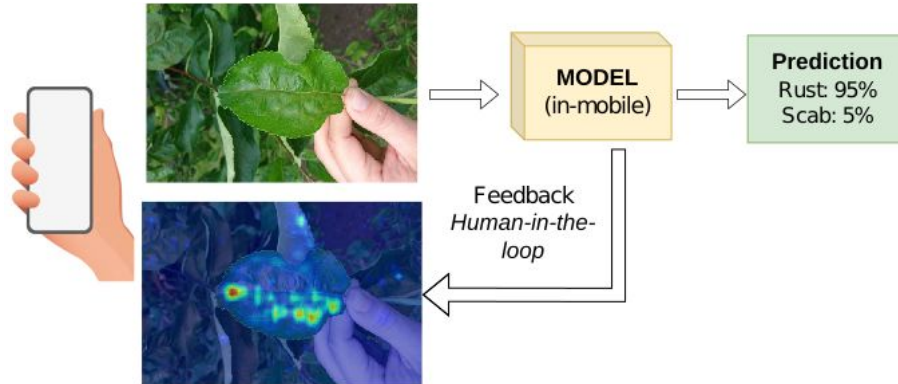 MODEL
(in-mobile)
Prediction
Rust: 95%
Scab: 5%
Feedback
Human-in-the-
loop